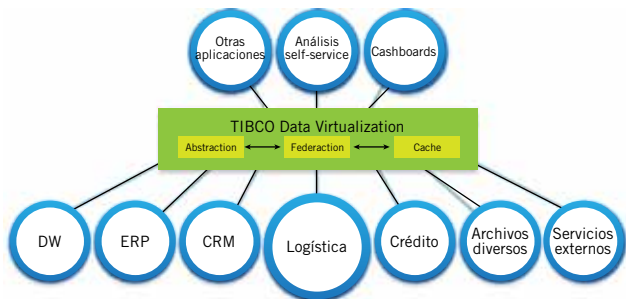 Otras
aplicaciones
Análisis
self-service
Cashboards
TIBCO Data Virtualization
Abstraction
Federaction
Cache
DW
ERP
CRM
Logística
Crédito
Archivos
diversos
Servicios
externos